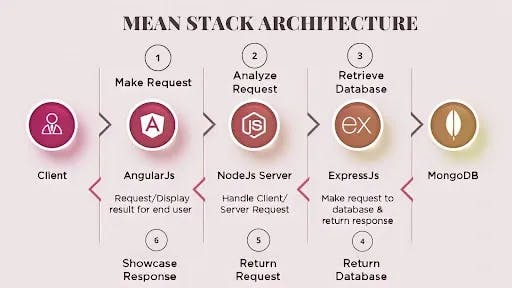 MEAN STACK ARCHITECTURE
1
2
3
Make Request
Analyze
Request
Retrieve
Database
JS
ex
Client
AngularJs
NodeJs Server
ExpressJs
MongoDB
Request/Display
result for end user
Handle Client/
Server Request
Make request to
database &
return response
6
5
4
Showcase
Response
Return
Request
Return
Database